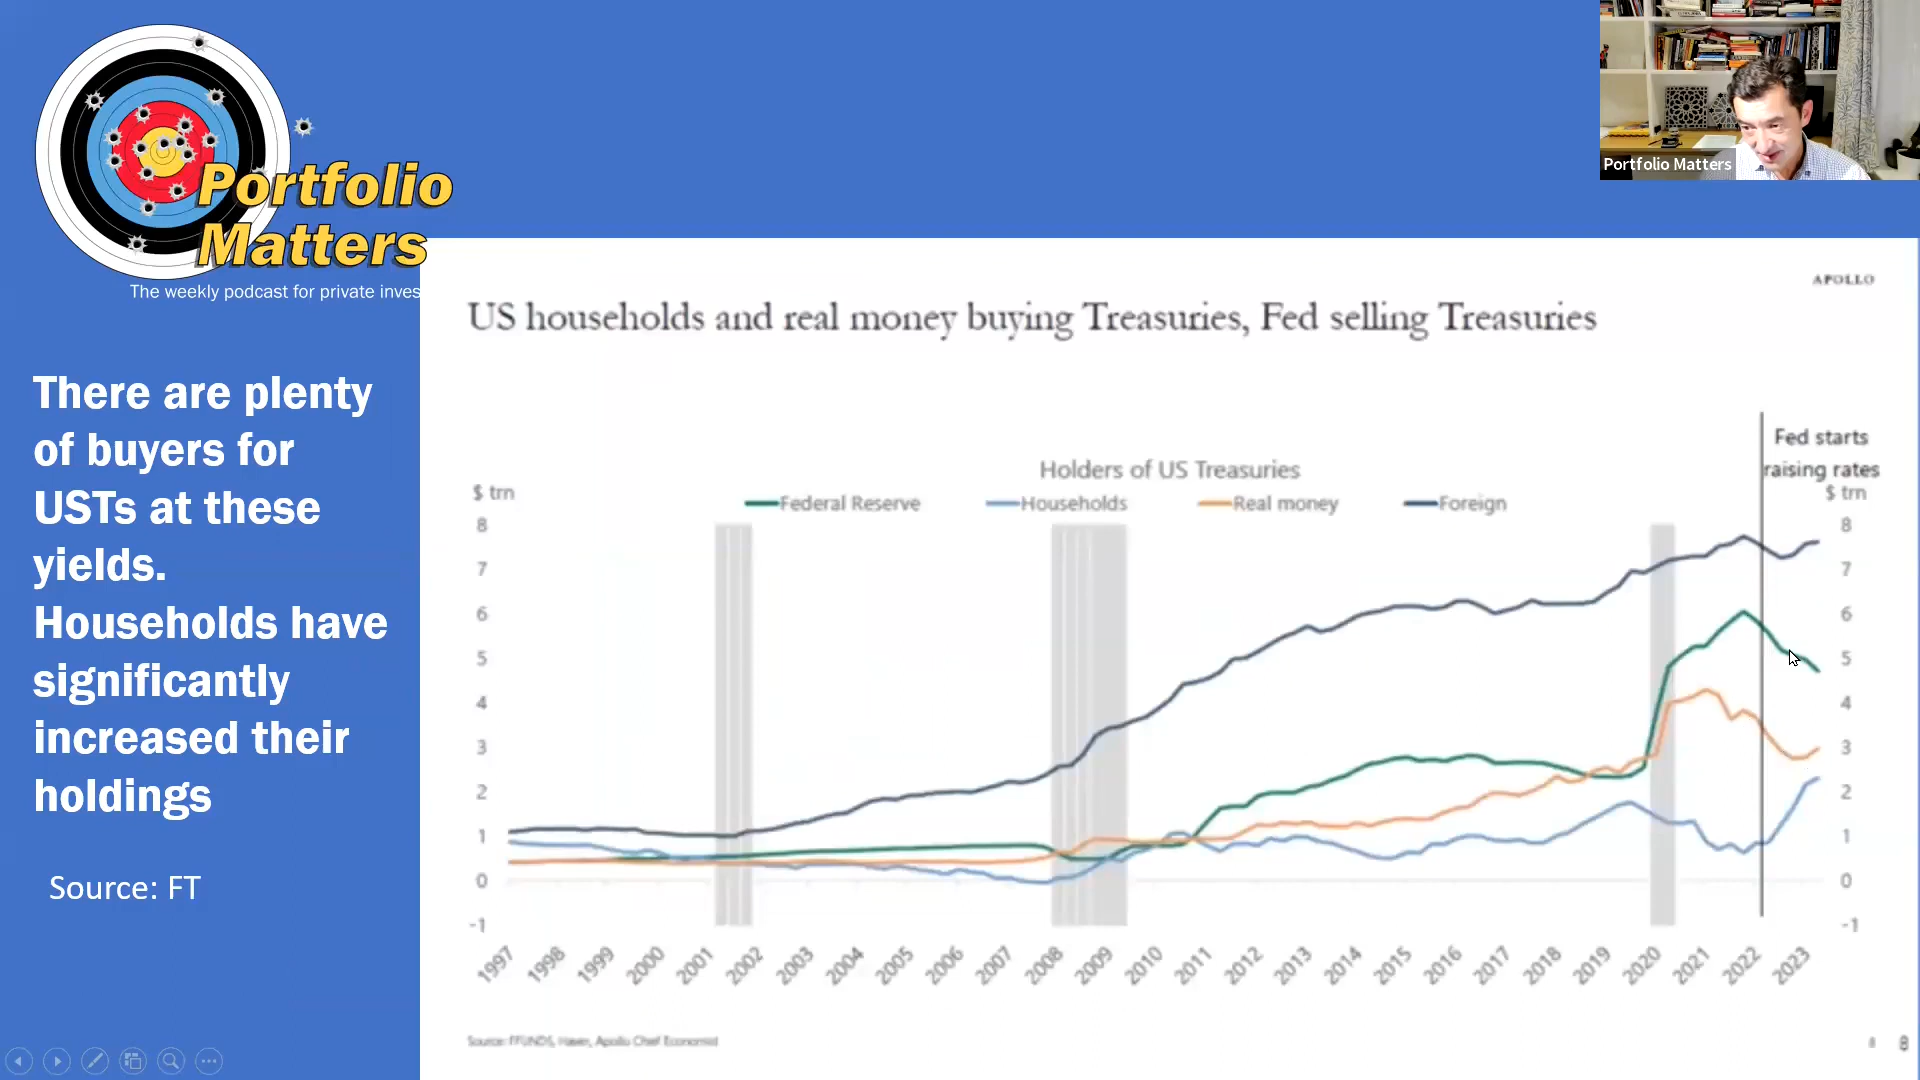 Portfolio
Matters
The weekly podcast for private inves
Portfolio Matters
There are plenty
of buyers for
USTs at these
yields.
Households have
significantly
increased their
holdings
Source: FT
APOLLO
US households and real money buying Treasuries, Fed selling Treasuries
Fed starts
raising rates
Holders of US Treasuries
$ trn
$ trn
Federal Reserve Households Real money Foreign
8 8
7 7
6 6
5 5
4 4
3 3
2 2
1 1
0 0
-1 -1
1997 1998 1999 2000 2001 2002 2003 2004 2005 2006 2007 2008 2009 2010 2011 2012 2013 2014 2015 2016 2017 2018 2019 2020 2021 2022 2023
Source: FFUNDS, Haver, Apollo Chief Economist
8 8